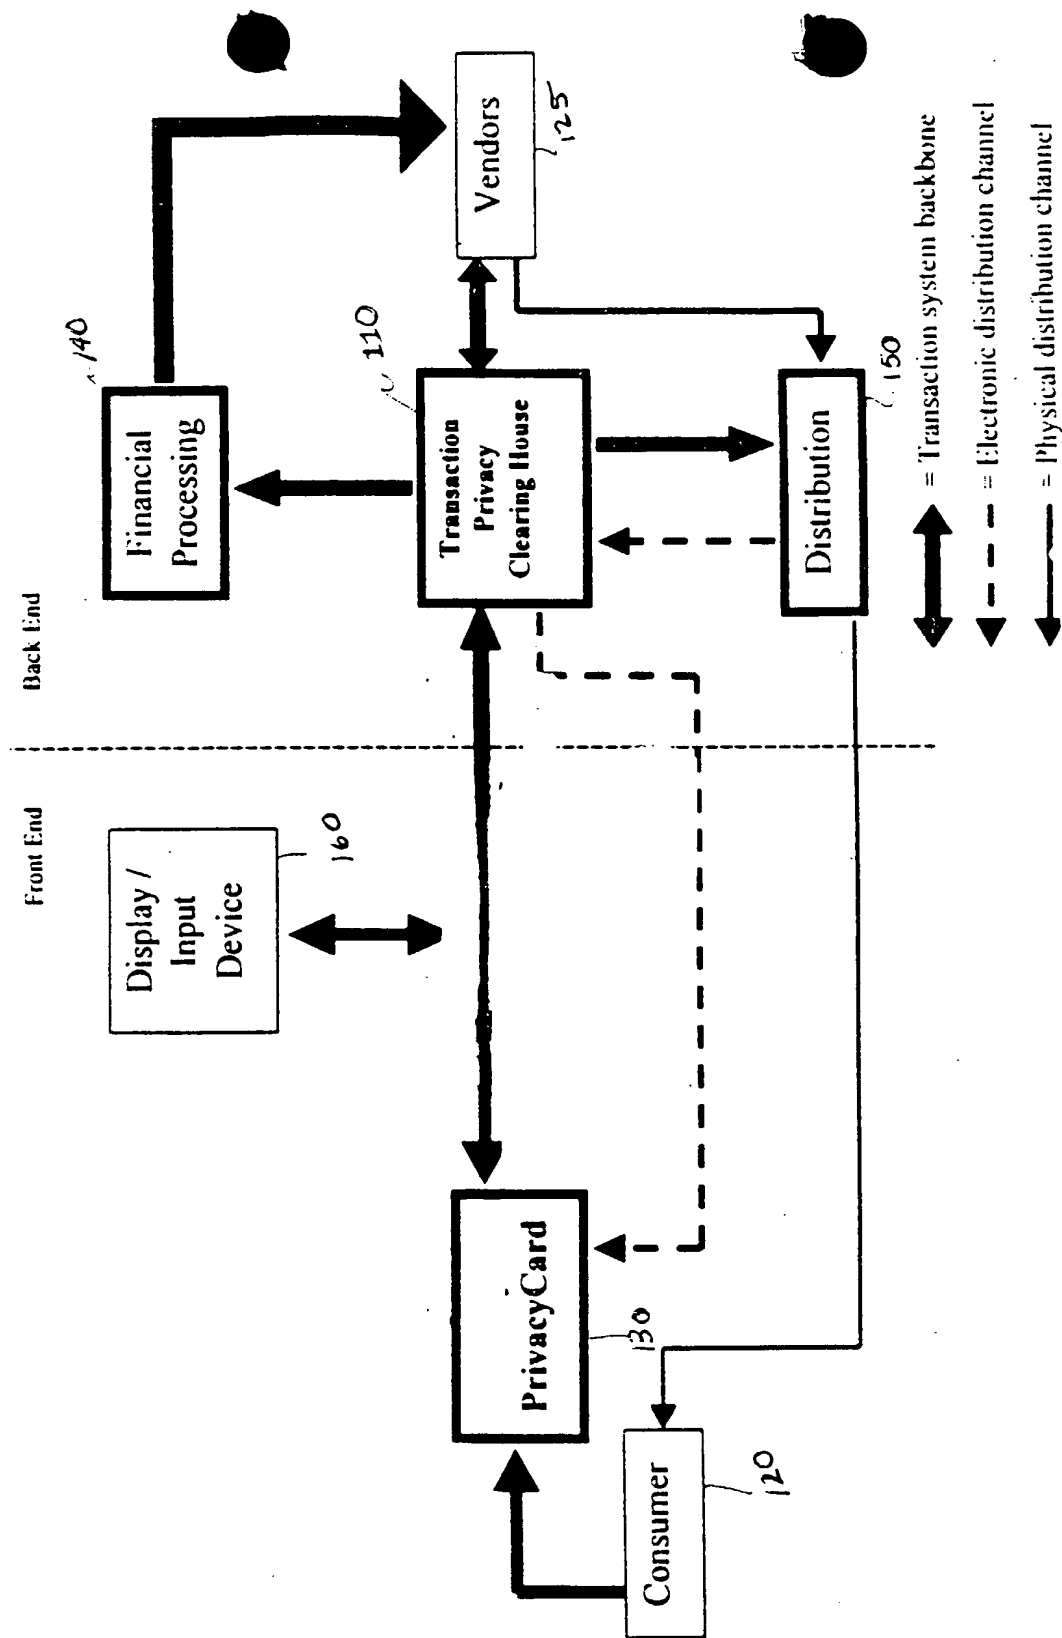 Front End
Back End
Display /
Input
Device
160
Financial
Processing
140
PrivacyCard
130
Transaction
Privacy
Clearing House
110
Vendors
125
Consumer
120
Distribution
150
= Transaction system backbone
= Electronic distribution channel
= Physical distribution channel